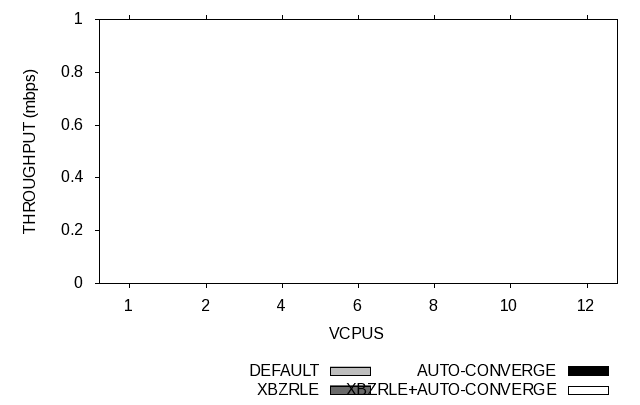 1
0.8
0.6
0.4
0.2
0
THROUGHPUT (mbps)
1 2 4 6 8 10 12
VCPUS
DEFAULT AUTO-CONVERGE
XBZRLE XBZRLE+AUTO-CONVERGE